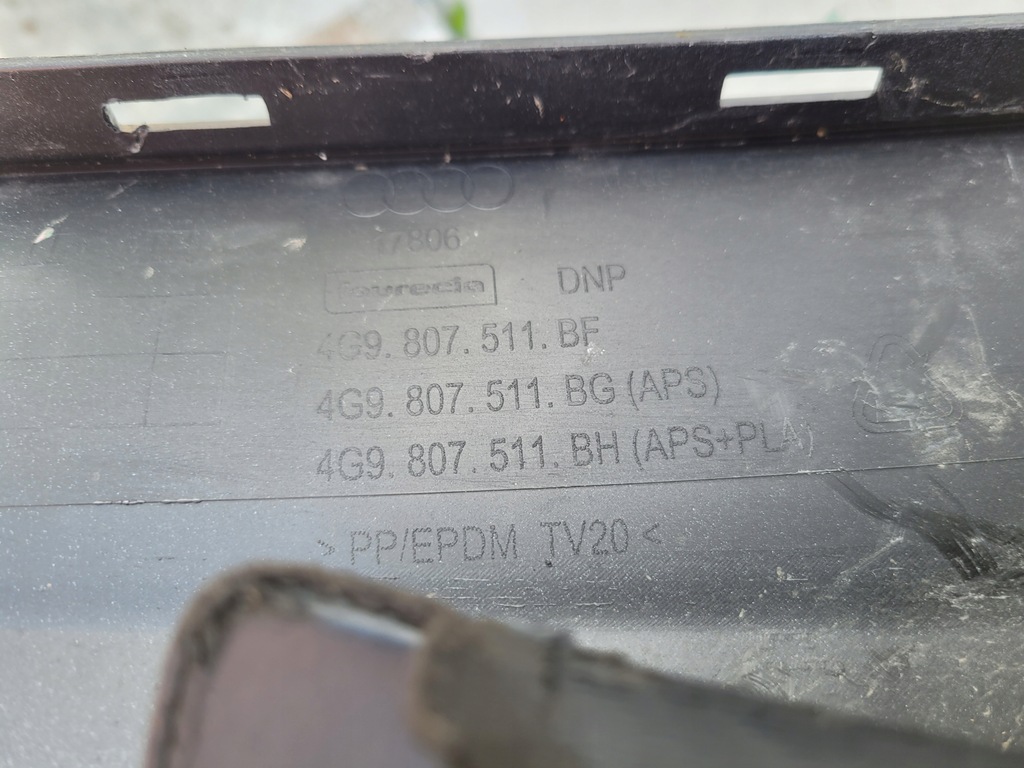 17806
Faurecia DNP
4G9. 807. 511. BF
4G9. 807. 511. BG (APS)
4G9. 807. 511. BH (APS+PLA)
> PP/EPDM TV20 <